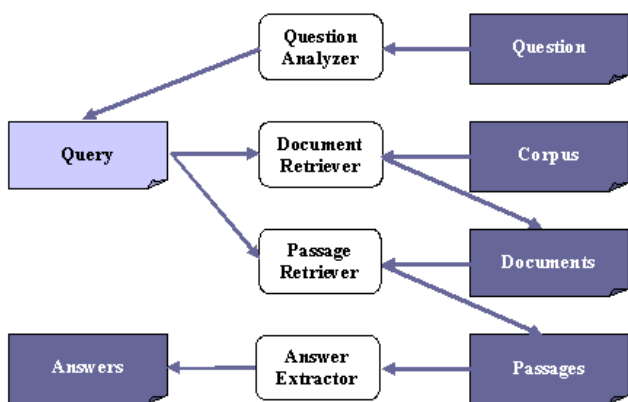 Question
Analyzer
Question
Query
Document
Retriever
Corpus
Passage
Retriever
Documents
Answers
Answer
Extractor
Passages